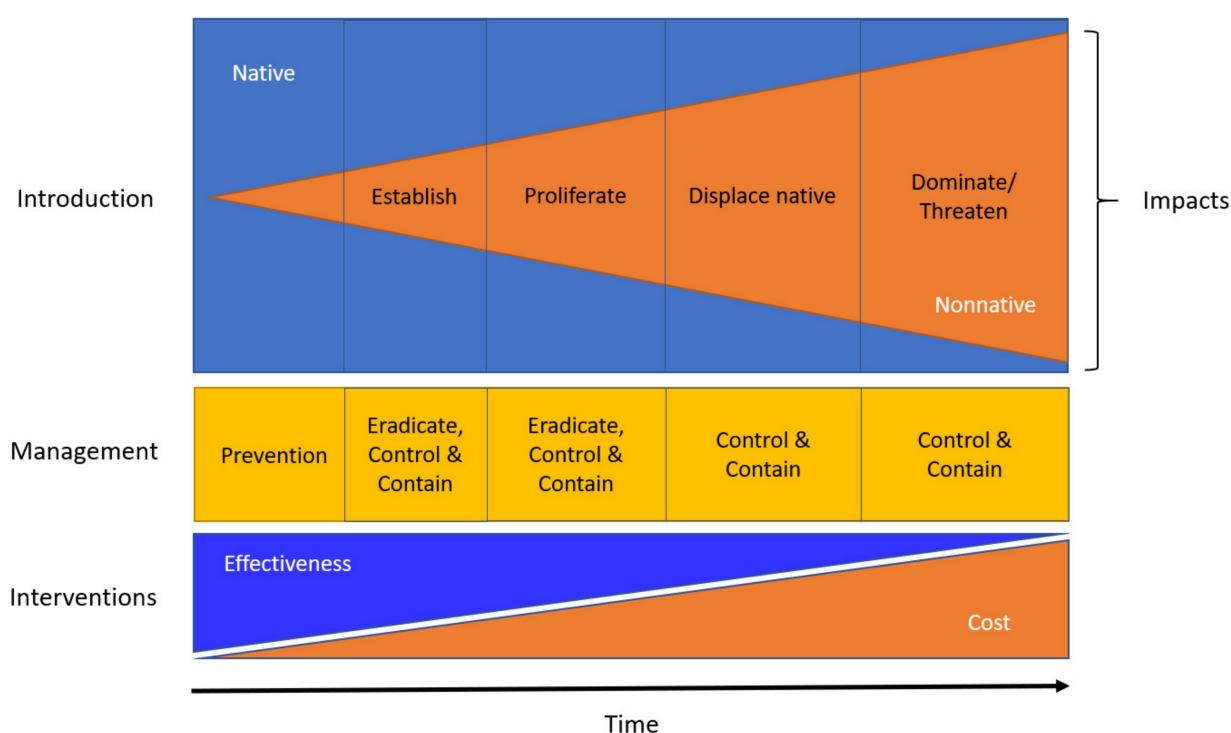 Native
Introduction
Establish
Proliferate
Displace native
Dominate/
Threaten
Nonnative
Impacts
Management
Prevention
Eradicate,
Control &
Contain
Eradicate,
Control &
Contain
Control &
Contain
Control &
Contain
Interventions
Effectiveness
Cost
Time